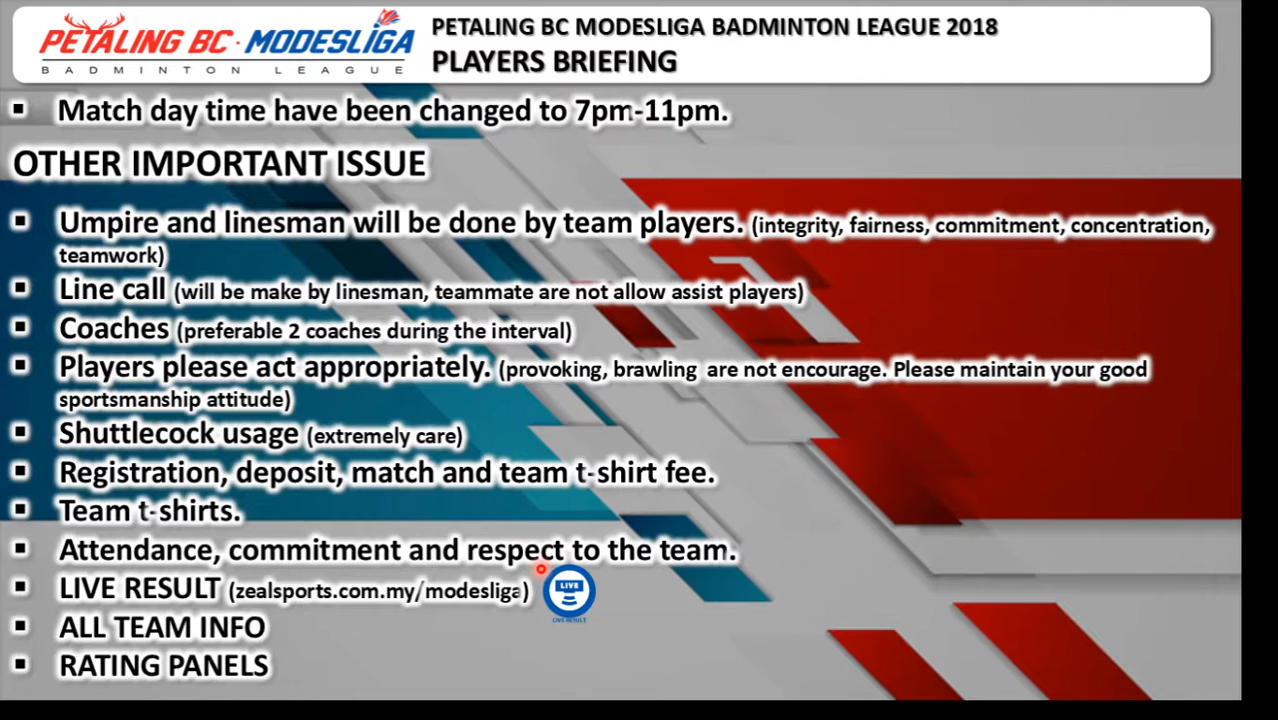 PETALING BC · MODESLIGA
BADMINTON LEAGUE
PETALING BC MODESLIGA BADMINTON LEAGUE 2018
PLAYERS BRIEFING
▪ Match day time have been changed to 7pm-11pm.
OTHER IMPORTANT ISSUE
▪ Umpire and linesman will be done by team players. (integrity, fairness, commitment, concentration,
teamwork)
▪ Line call (will be make by linesman, teammate are not allow assist players)
▪ Coaches (preferable 2 coaches during the interval)
▪ Players please act appropriately. (provoking, brawling are not encourage. Please maintain your good
sportsmanship attitude)
▪ Shuttlecock usage (extremely care)
▪ Registration, deposit, match and team t-shirt fee.
▪ Team t-shirts.
▪ Attendance, commitment and respect to the team.
▪ LIVE RESULT (zealsports.com.my/modesliga)
LIVE
LIVE RESULT
▪ ALL TEAM INFO
▪ RATING PANELS